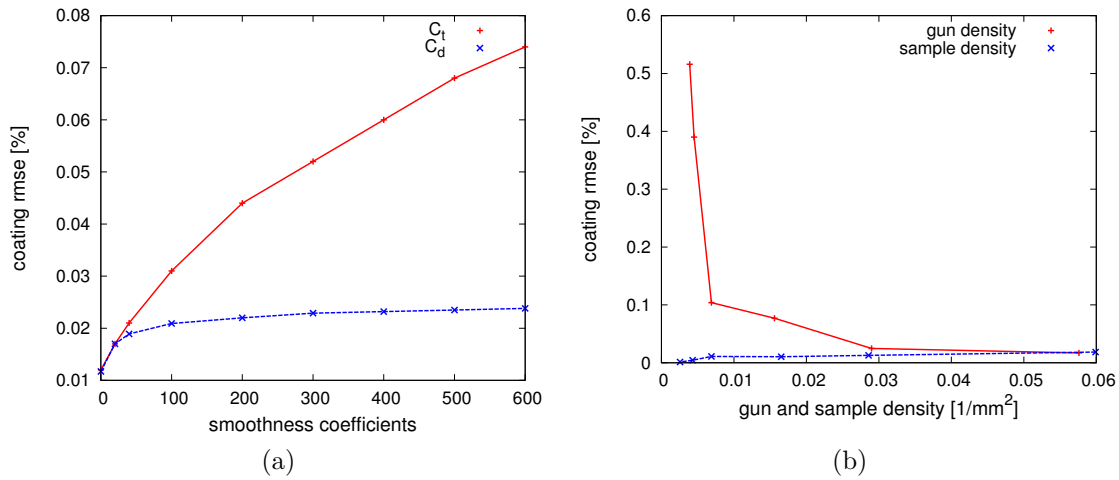 0.08
0.07
0.06
0.05
0.04
0.03
0.02
0.01
coating rmse [%]
C_t
C_d
0 100 200 300 400 500 600
smoothness coefficients
(a)
0.6
0.5
0.4
0.3
0.2
0.1
0
coating rmse [%]
gun density
sample density
0 0.01 0.02 0.03 0.04 0.05 0.06
gun and sample density [1/mm²]
(b)